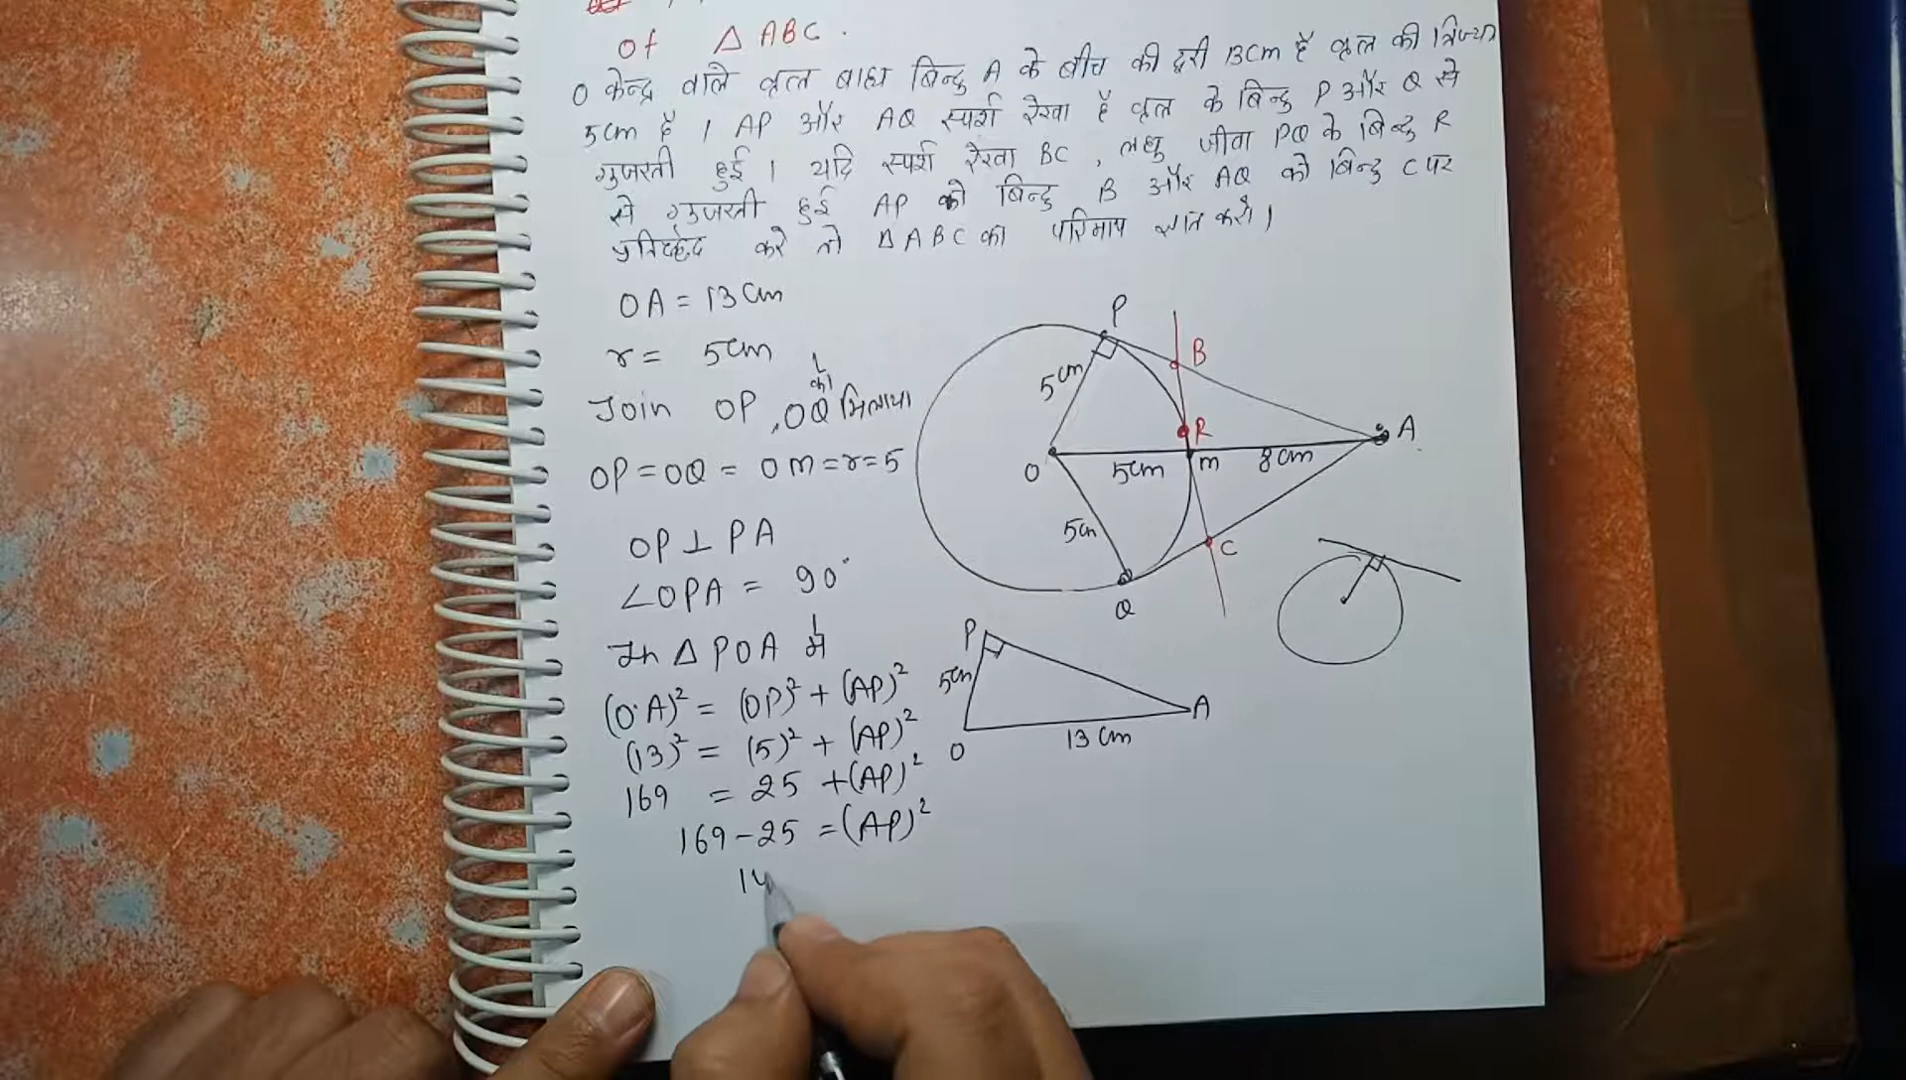 of △ ABC.
O केन्द्र वाले वृत्त बाह्य बिन्दु A के बीच की दूरी 13cm है वृत्त की त्रिज्या
5cm है । AP और AQ स्पर्श रेखा है वृत्त के बिन्दु P और Q से
गुजरती हुई । यदि स्पर्श रेखा BC , लघु जीवा PQ के बिन्दु R
से गुजरती हुई AP को बिन्दु B और AQ को बिन्दु C पर
प्रतिच्छेद करे तो △ABC का परिमाप ज्ञात करो।
OA = 13 cm
r = 5cm
Join OP, OQ को मिलाया
OP = OQ = OM = r = 5
OP ⊥ PA
∠OPA = 90°
In △ POA में
(OA)² = (OP)² + (AP)²
(13)² = (5)² + (AP)²
169 = 25 + (AP)²
169 - 25 = (AP)²
14
P
B
5cm
R
A
O
5cm
m
8cm
5cm
C
Q
P
5cm
A
O
13 cm